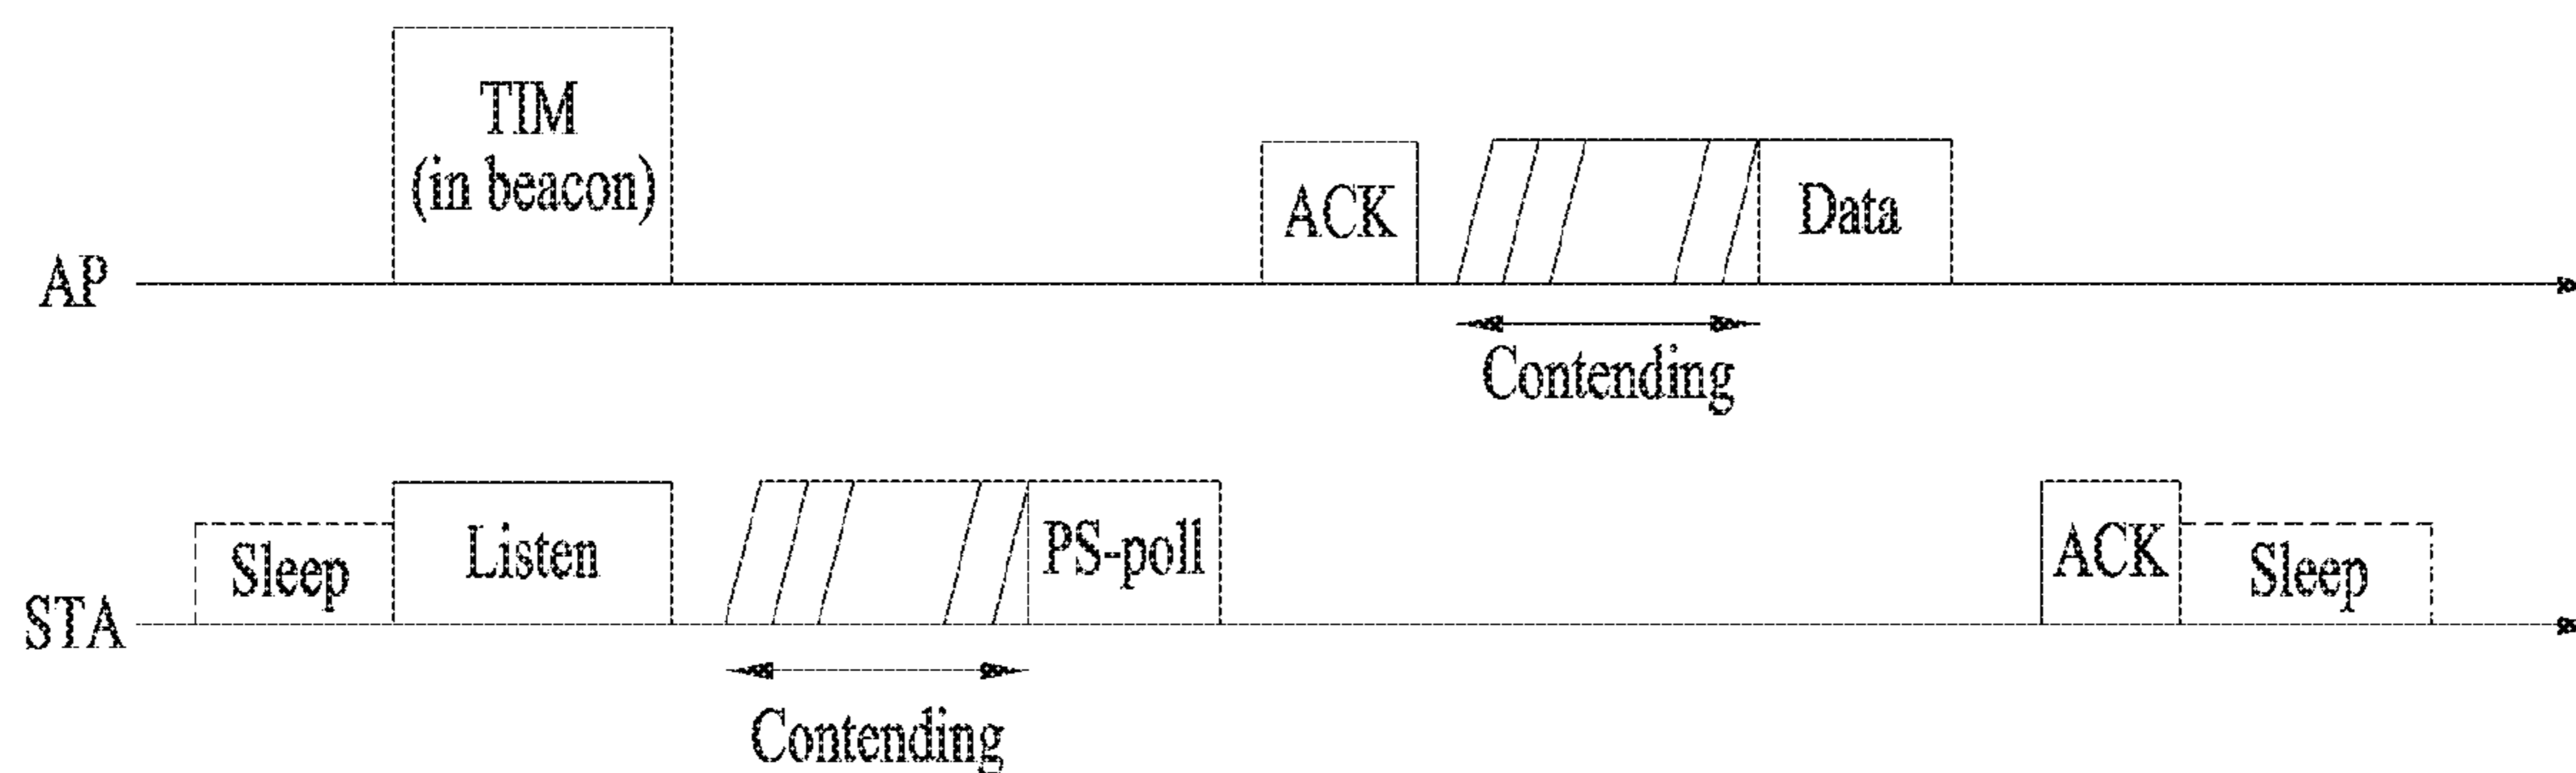 TIM
(in beacon)
ACK
Data
AP
Contending
Sleep
Listen
PS-poll
ACK
Sleep
STA
Contending